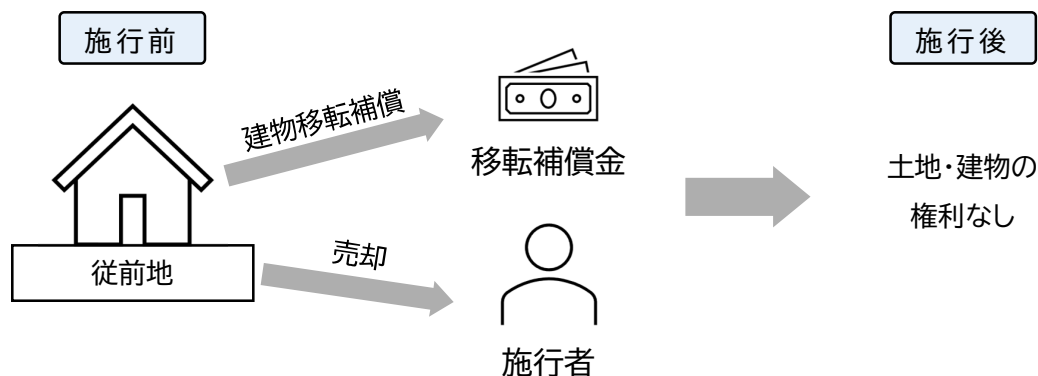 施行前
施行後
建物移転補償
移転補償金
土地・建物の
権利なし
従前地
売却
施行者